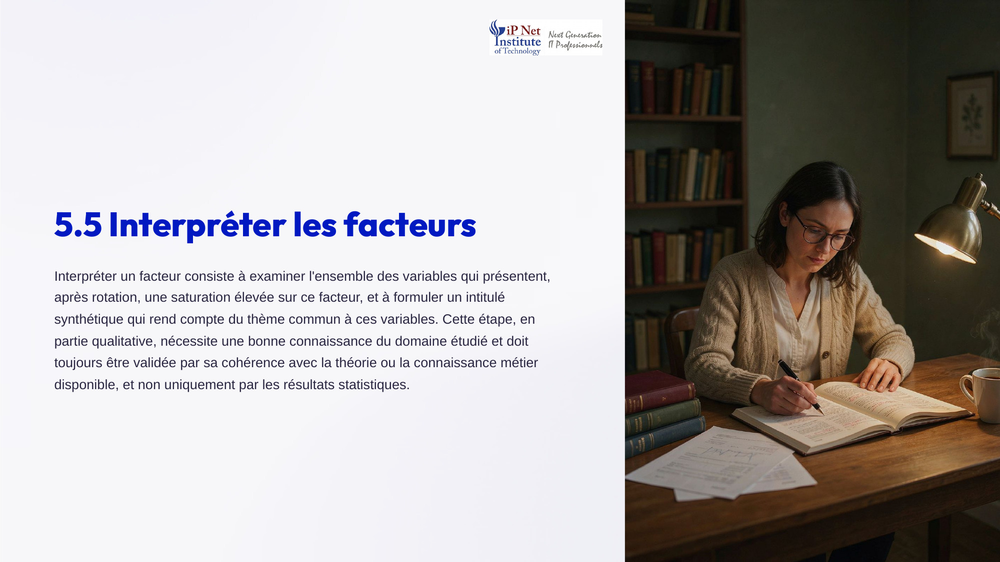 iP Net
Institute
of Technology
Next Generation
IT Professionnels
5.5 Interpréter les facteurs
Interpréter un facteur consiste à examiner l'ensemble des variables qui présentent,
après rotation, une saturation élevée sur ce facteur, et à formuler un intitulé
synthétique qui rend compte du thème commun à ces variables. Cette étape, en
partie qualitative, nécessite une bonne connaissance du domaine étudié et doit
toujours être validée par sa cohérence avec la théorie ou la connaissance métier
disponible, et non uniquement par les résultats statistiques.